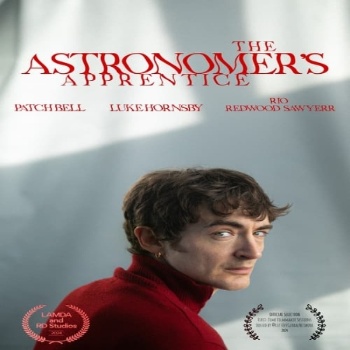 THE
ASTRONOMER'S
APPRENTICE
PATCH BELL
LUKE HORNSBY
RIO
REDWOOD SAWYERR
LAMDA
and
RD Studios